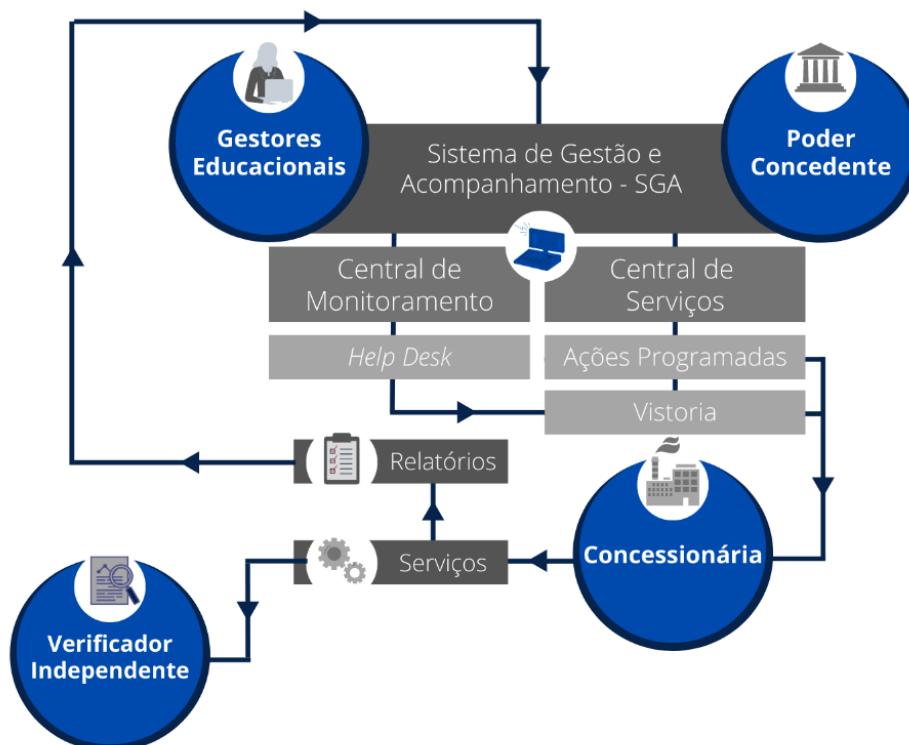 Gestores
Educacionais
Poder
Concedente
Sistema de Gestão e
Acompanhamento - SGA
Central de
Monitoramento
Central de
Serviços
Help Desk
Ações Programadas
Vistoria
Relatórios
Concessionária
Serviços
Verificador
Independente